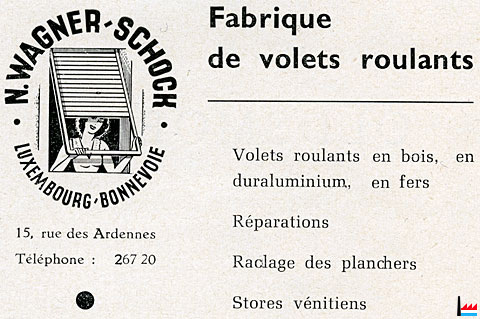 N. WAGNER-SCHOCK
LUXEMBOURG-BONNEVOIE
15, rue des Ardennes
Téléphone : 267 20
Fabrique
de volets roulants
Volets roulants en bois, en
duraluminium, en fers
Réparations
Raclage des planchers
Stores vénitiens